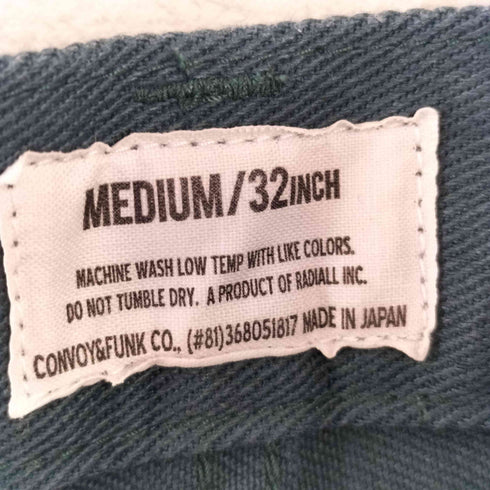 MEDIUM/32INCH
MACHINE WASH LOW TEMP WITH LIKE COLORS.
DO NOT TUMBLE DRY. A PRODUCT OF RADIALL INC.
CONVOY&FUNK CO., (#81)368051817 MADE IN JAPAN